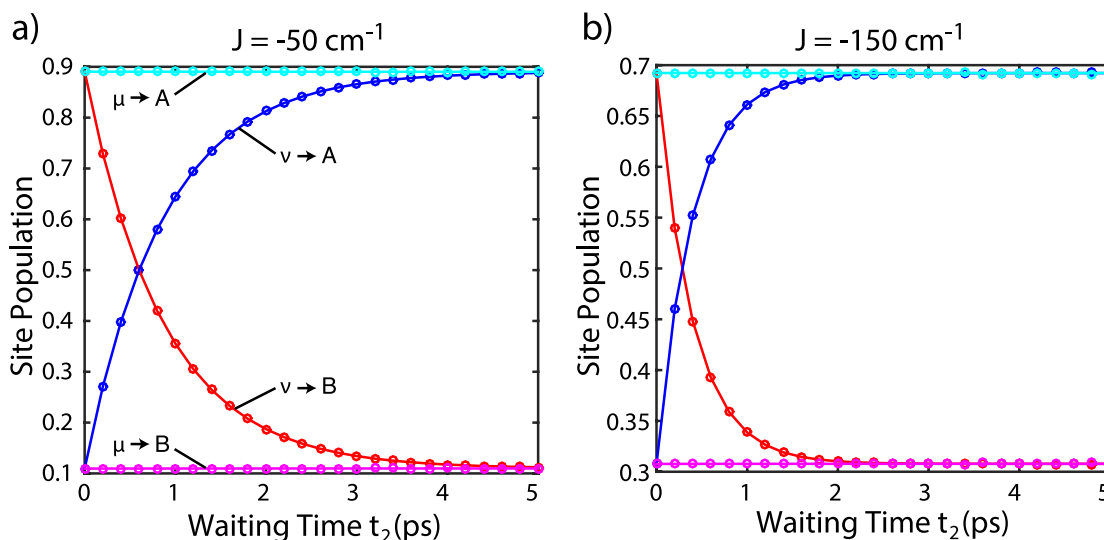 a)
J = -50 cm⁻¹
Site Population
0.9
0.8
0.7
0.6
0.5
0.4
0.3
0.2
0.1
μ → A
ν → A
ν → B
μ → B
0 1 2 3 4 5
Waiting Time t₂(ps)
b)
J = -150 cm⁻¹
Site Population
0.7
0.65
0.6
0.55
0.5
0.45
0.4
0.35
0.3
0 1 2 3 4 5
Waiting Time t₂(ps)